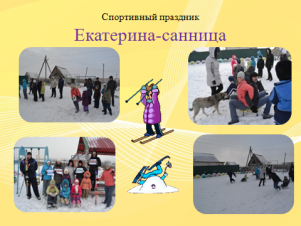 Спортивный праздник
Екатерина-санница